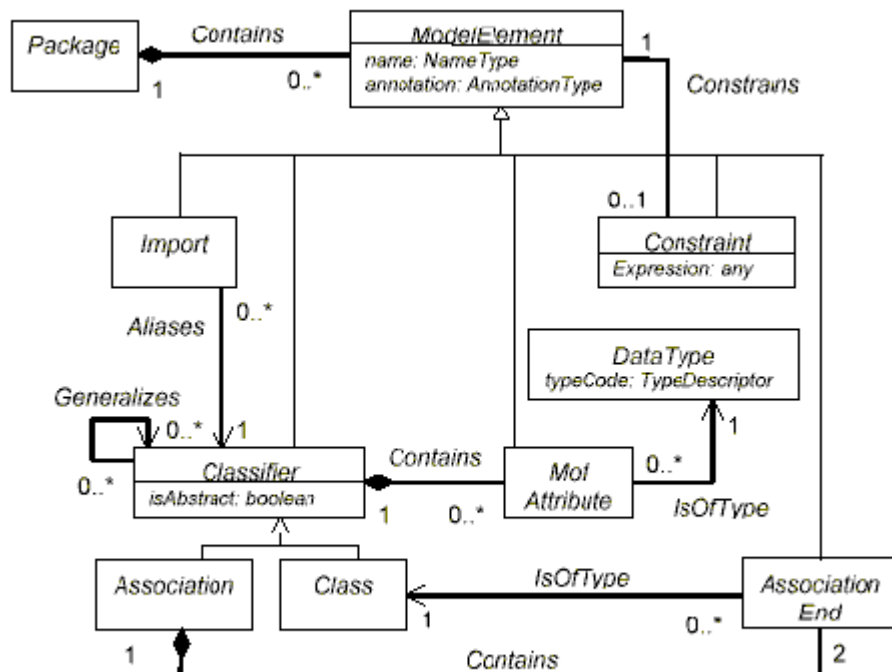 Package
Contains
1
0..*
ModelElement
name: NameType
annotation: AnnotationType
1
Constrains
0..1
Import
Constraint
Expression: any
Aliases
0..*
DataType
typeCode: TypeDescriptor
Generalizes
0..*
1
1
0..*
Classifier
isAbstract: boolean
Contains
1
0..*
Mof
Attribute
0..*
IsOfType
Association
Class
IsOfType
1
0..*
Association
End
1
Contains
2